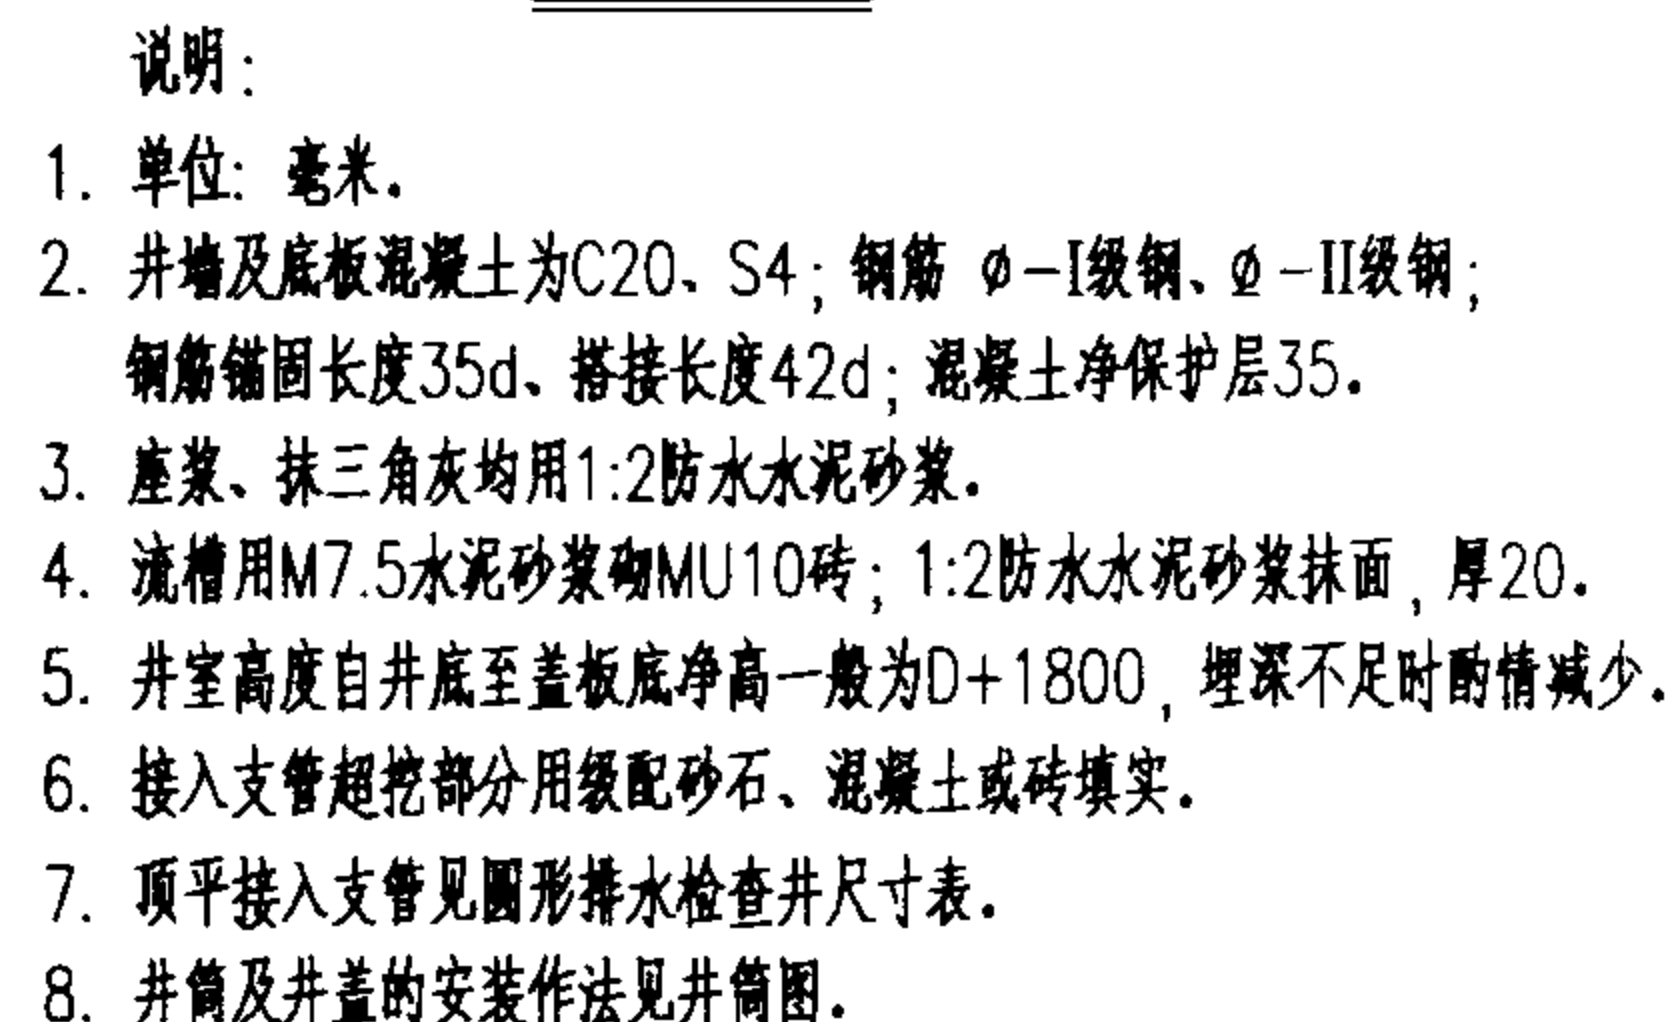 说明：
1. 单位：毫米。
2. 井墙及底板混凝土为C20、S4；钢筋 ф-I级钢、ф-II级钢；
钢筋锚固长度35d、搭接长度42d；混凝土净保护层35。
3. 座浆、抹三角灰均用1:2防水水泥砂浆。
4. 流槽用M7.5水泥砂浆砌MU10砖；1:2防水水泥砂浆抹面，厚20。
5. 井室高度自井底至盖板底净高一般为D+1800，埋深不足时酌情减少。
6. 接入支管超挖部分用级配砂石、混凝土或砖填实。
7. 顶平接入支管见圆形排水检查井尺寸表。
8. 井筒及井盖的安装作法见井筒图。